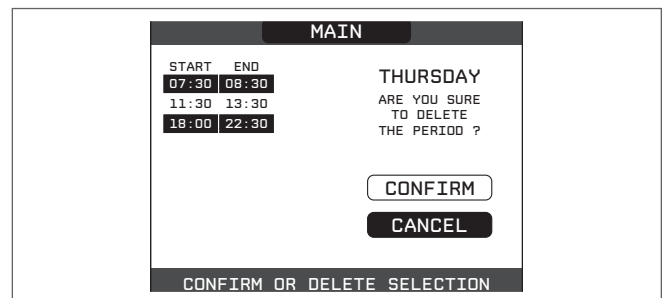 MAIN
START END
07:30 08:30
11:30 13:30
18:00 22:30
THURSDAY
ARE YOU SURE
TO DELETE
THE PERIOD ?
CONFIRM
CANCEL
CONFIRM OR DELETE SELECTION